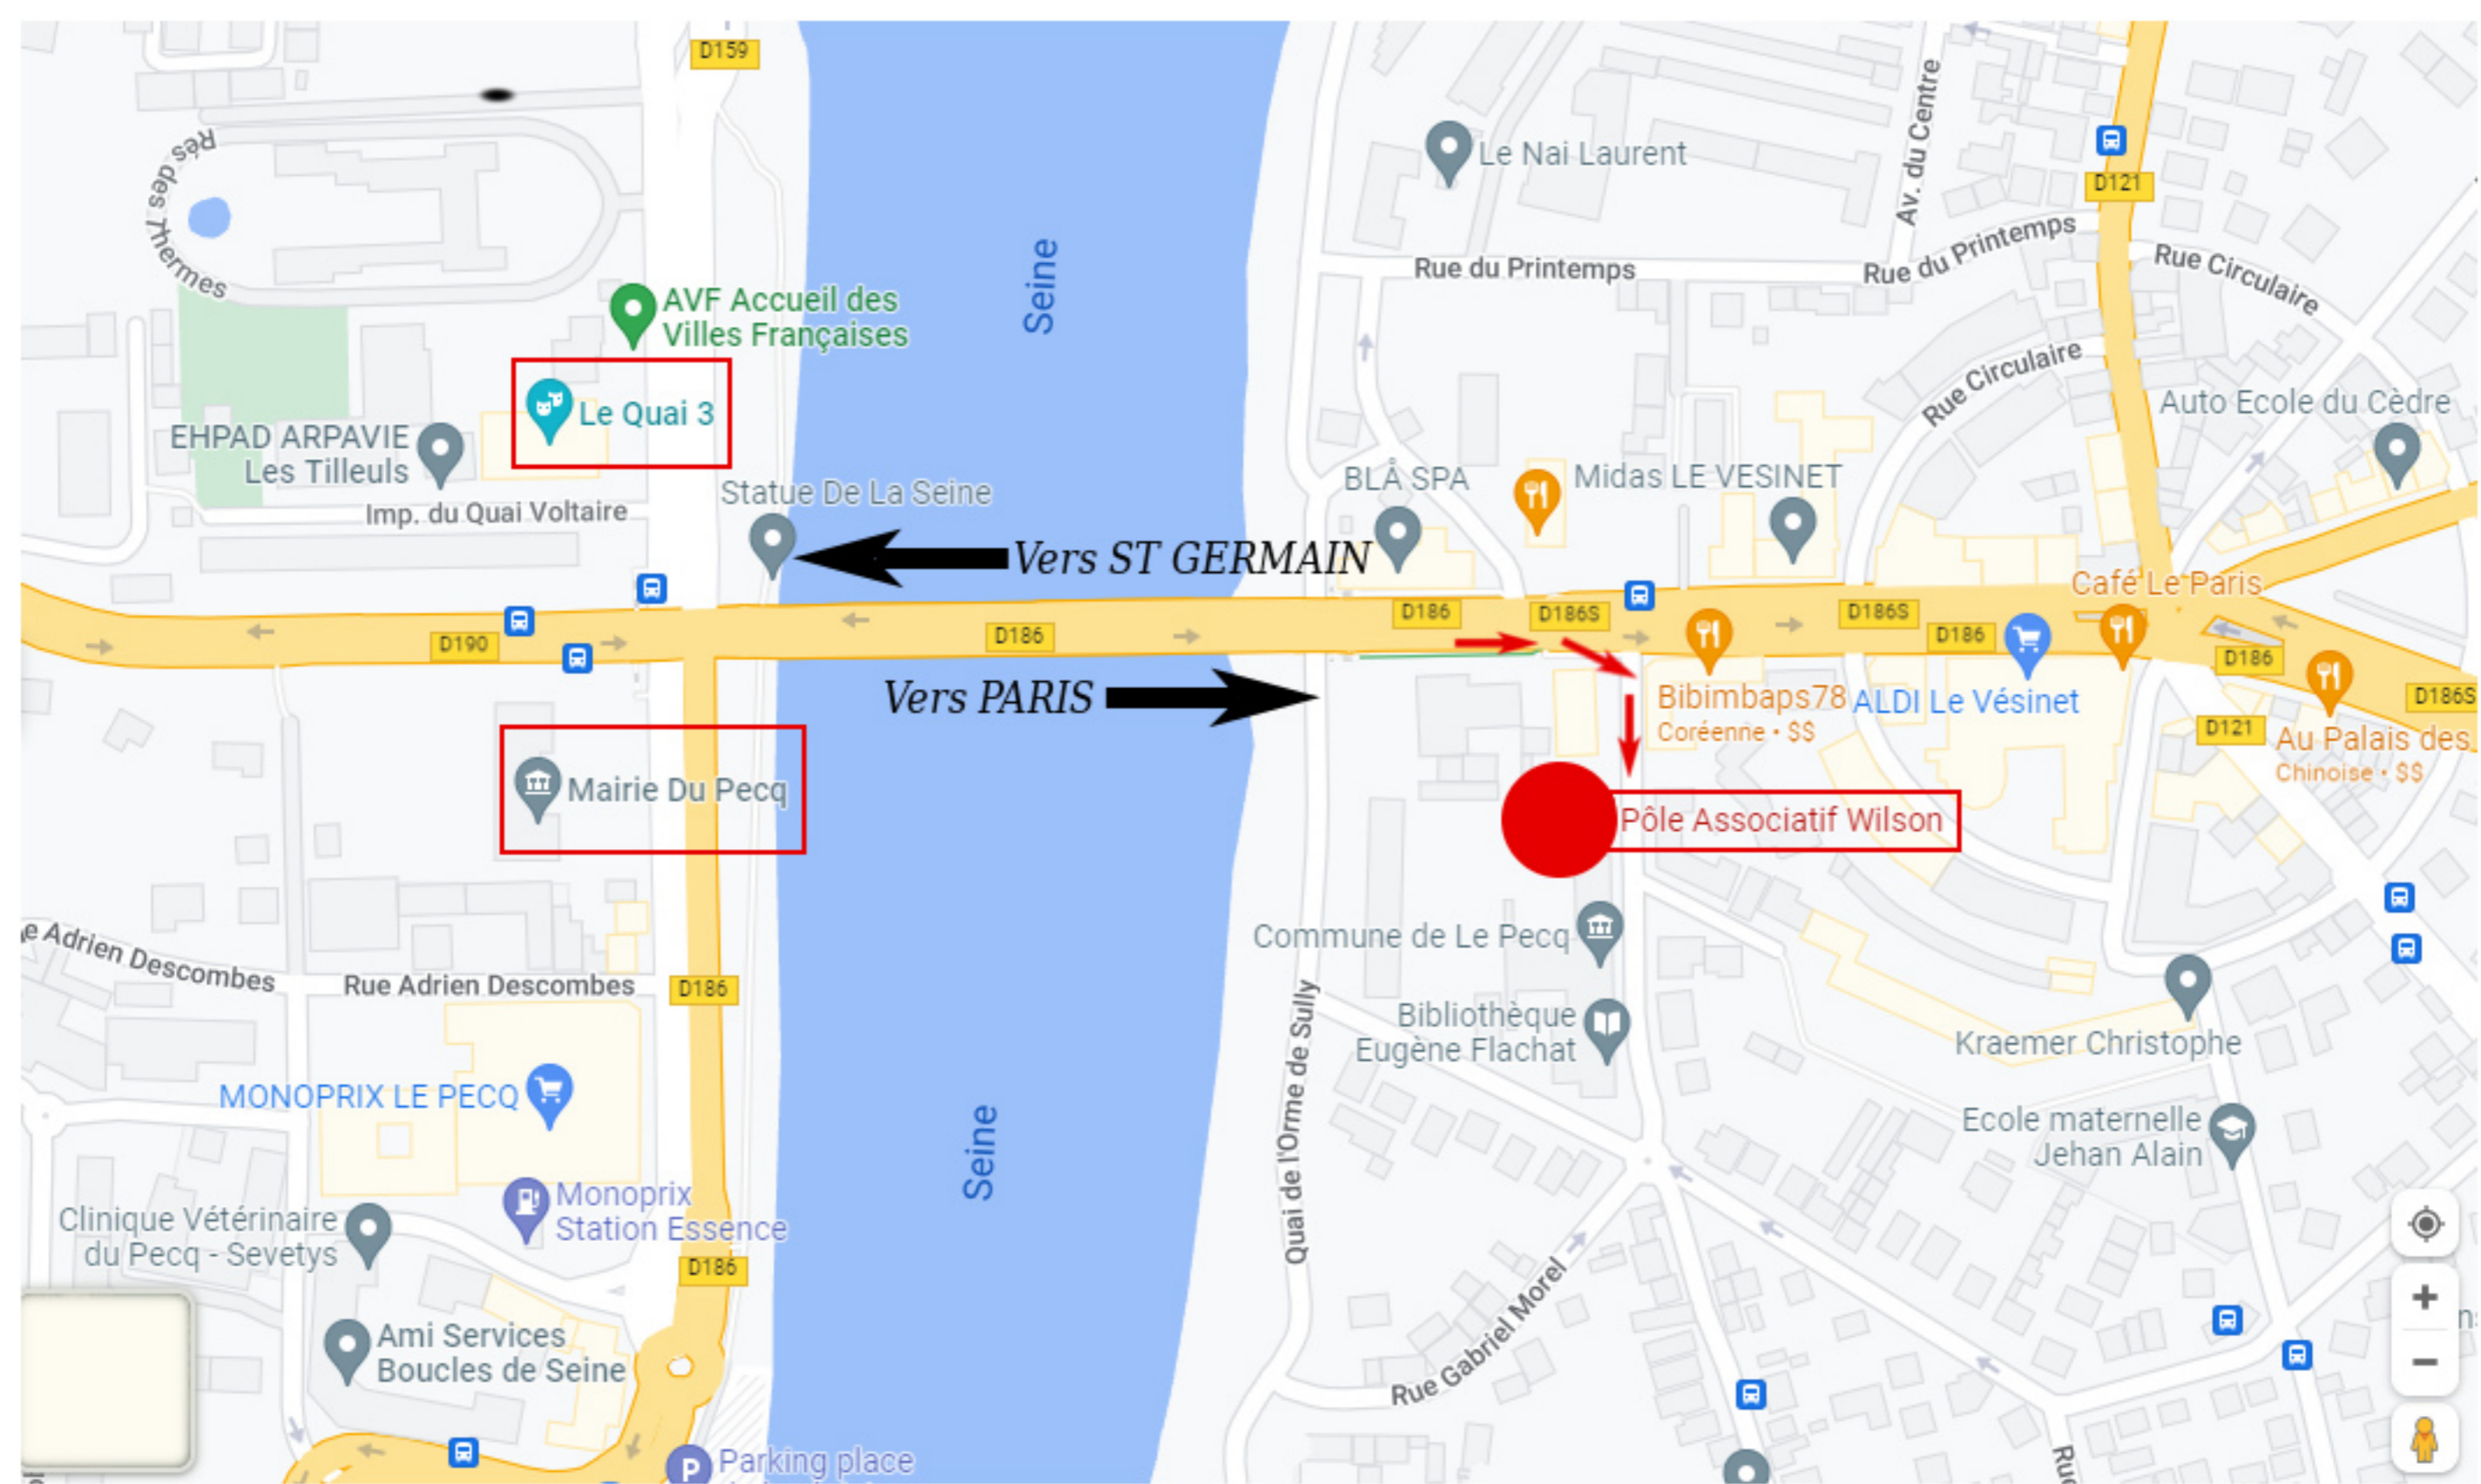 D159
Rés des Thermes
Le Nai Laurent
Av. du Centre
D121
Rue du Printemps
Rue du Printemps
Rue Circulaire
Seine
AVF Accueil des
Villes Françaises
Le Quai 3
Rue Circulaire
Auto Ecole du Cèdre
EHPAD ARPAVIE
Les Tilleuls
Imp. du Quai Voltaire
Statue De La Seine
BLÅ SPA
Midas LE VESINET
Vers ST GERMAIN
Café Le Paris
D190
D186
D186
D186S
D186S
D186
D186
D186S
Vers PARIS
Bibimbaps78
Coréenne • $$
ALDI Le Vésinet
D121
Au Palais des
Chinoise • $$
Mairie Du Pecq
Pôle Associatif Wilson
Commune de Le Pecq
e Adrien Descombes
Rue Adrien Descombes
D186
Quai de l'Orme de Sully
Bibliothèque
Eugène Flachat
Kraemer Christophe
MONOPRIX LE PECQ
Seine
Ecole maternelle
Jehan Alain
Monoprix
Station Essence
Clinique Vétérinaire
du Pecq - Sevetys
D186
Rue Gabriel Morel
Ami Services
Boucles de Seine
P
Parking place